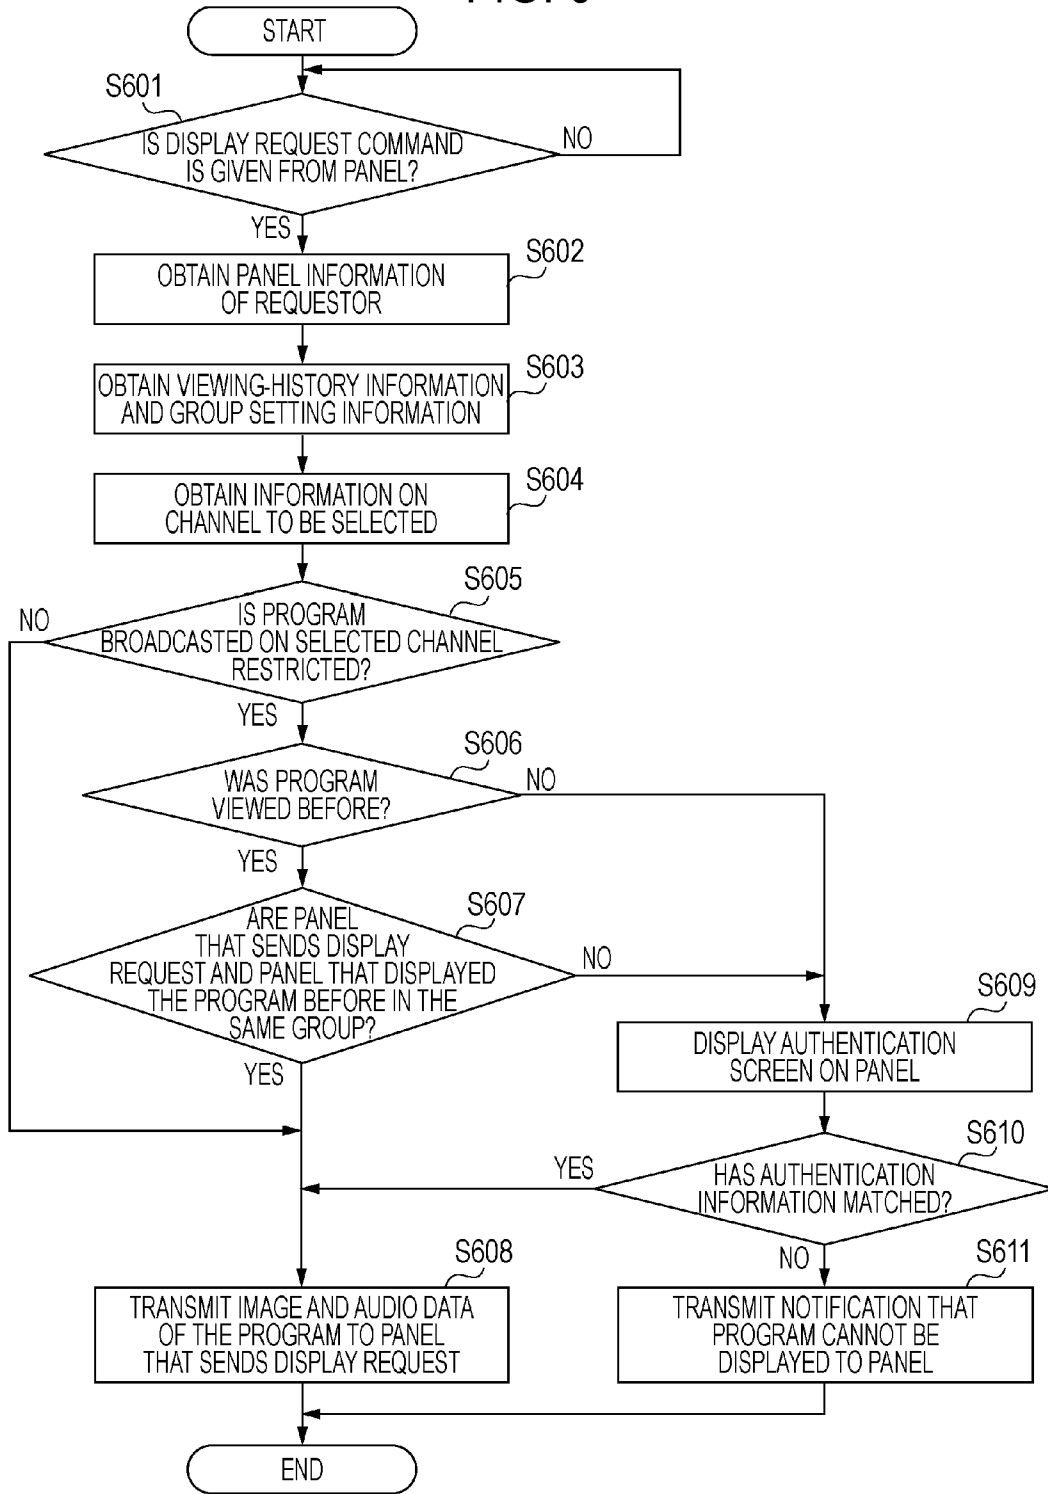 START
S601
IS DISPLAY REQUEST COMMAND
IS GIVEN FROM PANEL?
NO
YES
S602
OBTAIN PANEL INFORMATION
OF REQUESTOR
S603
OBTAIN VIEWING-HISTORY INFORMATION
AND GROUP SETTING INFORMATION
S604
OBTAIN INFORMATION ON
CHANNEL TO BE SELECTED
S605
IS PROGRAM
BROADCASTED ON SELECTED CHANNEL
RESTRICTED?
NO
YES
S606
WAS PROGRAM
VIEWED BEFORE?
NO
YES
S607
ARE PANEL
THAT SENDS DISPLAY
REQUEST AND PANEL THAT DISPLAYED
THE PROGRAM BEFORE IN THE
SAME GROUP?
NO
YES
S609
DISPLAY AUTHENTICATION
SCREEN ON PANEL
S610
HAS AUTHENTICATION
INFORMATION MATCHED?
YES
NO
S608
TRANSMIT IMAGE AND AUDIO DATA
OF THE PROGRAM TO PANEL
THAT SENDS DISPLAY REQUEST
S611
TRANSMIT NOTIFICATION THAT
PROGRAM CANNOT BE
DISPLAYED TO PANEL
END